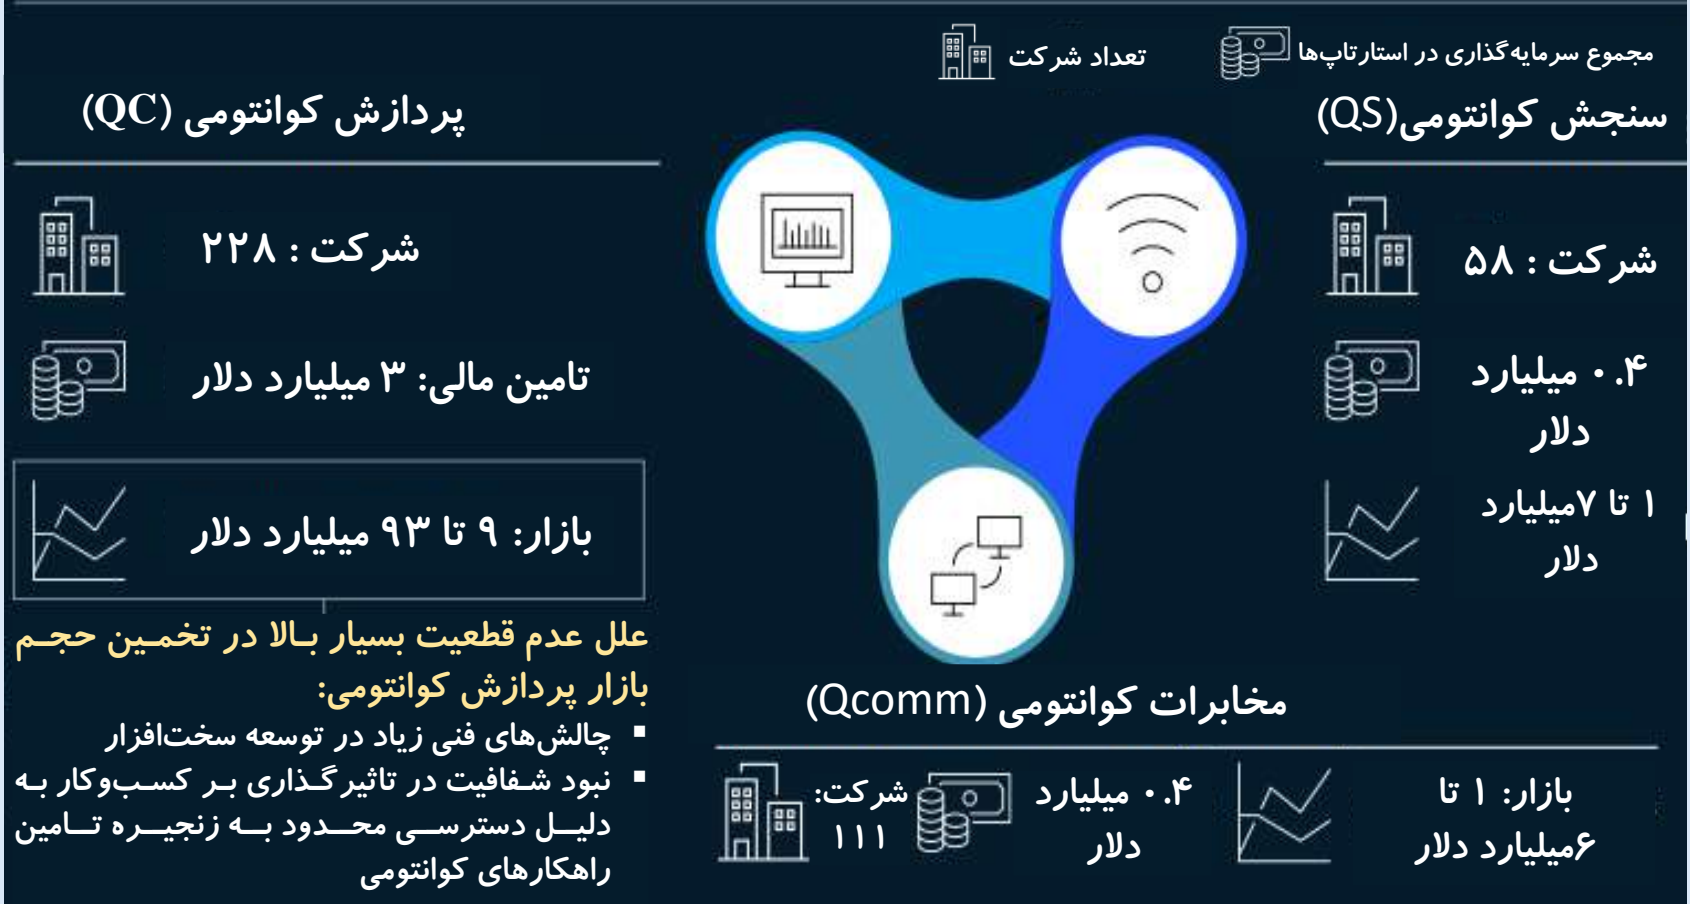 مجموع سرمایه‌گذاری در استارتاپ‌ها
تعداد شرکت
سنجش کوانتومی(QS)
شرکت : ۵۸
۰.۴ میلیارد
دلار
۱ تا ۷میلیارد
دلار
پردازش کوانتومی (QC)
شرکت : ۲۲۸
تامین مالی: ۳ میلیارد دلار
بازار: ۹ تا ۹۳ میلیارد دلار
علل عدم قطعیت بسیار بالا در تخمین حجم
بازار پردازش کوانتومی:
▪ چالش‌های فنی زیاد در توسعه سخت‌افزار
▪ نبود شفافیت در تاثیرگذاری بر کسب‌وکار به
دلیل دسترسی محدود به زنجیره تامین
راهکارهای کوانتومی
مخابرات کوانتومی (Qcomm)
بازار: ۱ تا
۶میلیارد دلار
۰.۴ میلیارد
دلار
شرکت:
۱۱۱